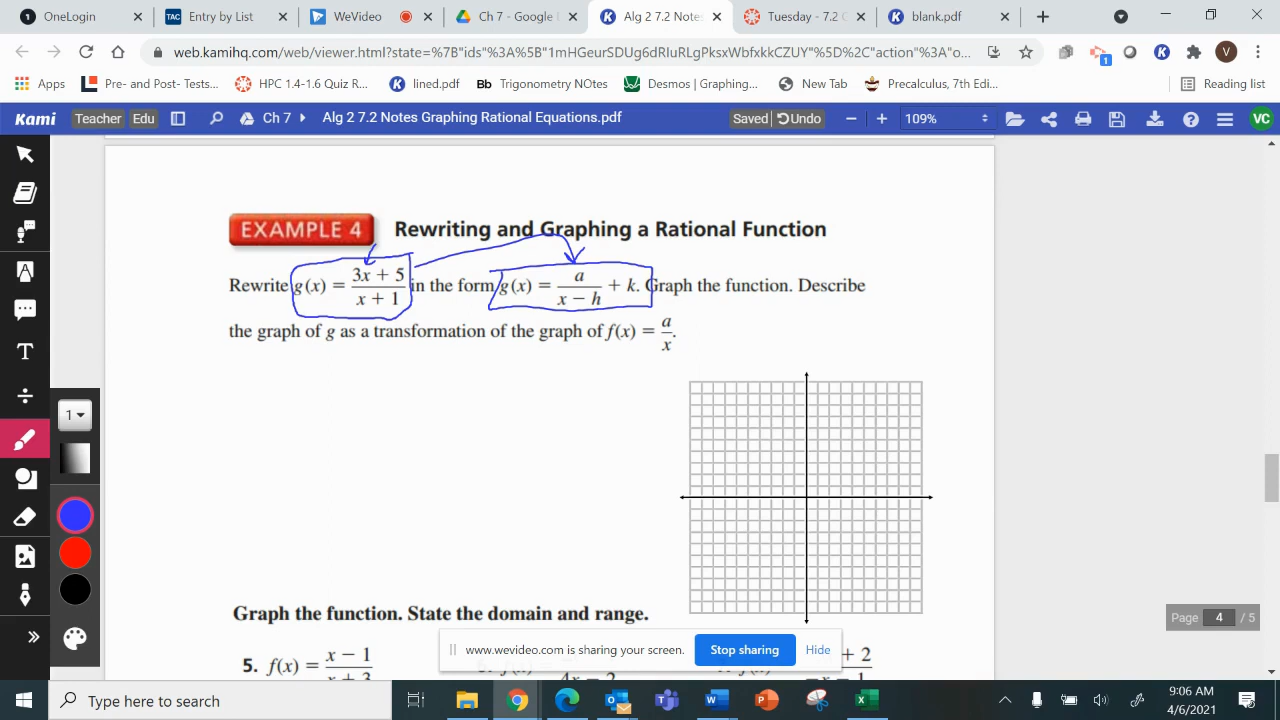 OneLogin Entry by List WeVideo Ch 7 - Google Alg 2 7.2 Notes Tuesday - 7.2 blank.pdf
web.kamihq.com/web/viewer.html?state=%7B"ids"%3A%5B"1mHGeurSDUg6dRIuRLgPksxWbfxkkCZUY"%5D%2C"action"%3A"o...
Apps Pre- and Post- Tests... HPC 1.4-1.6 Quiz R... lined.pdf Bb Trigonometry NOtes Desmos | Graphing... New Tab Precalculus, 7th Edi... Reading list
Kami Teacher Edu Ch 7 Alg 2 7.2 Notes Graphing Rational Equations.pdf Saved Undo 109% VC
EXAMPLE 4 Rewriting and Graphing a Rational Function
Rewrite g(x) = 3x + 5 / x + 1 in the form g(x) = a / x − h + k. Graph the function. Describe
the graph of g as a transformation of the graph of f(x) = a / x.
1
T
Graph the function. State the domain and range.
Page 4 / 5
www.wevideo.com is sharing your screen. Stop sharing Hide
5. f(x) = x − 1 / x + 3
+ 2
Type here to search
9:06 AM
4/6/2021